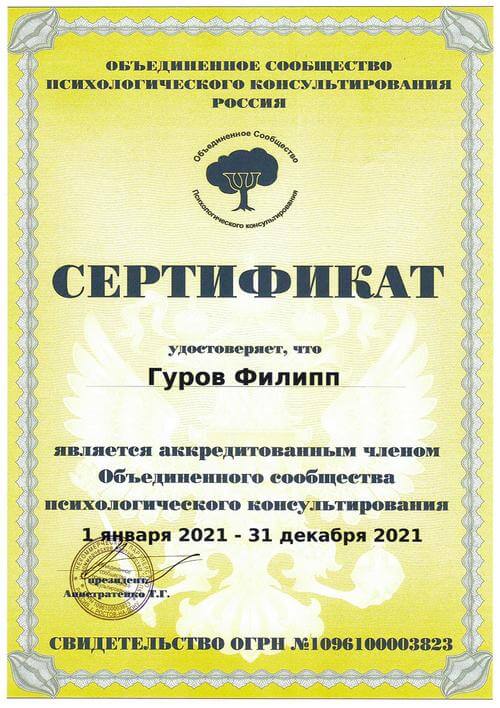 ОБЪЕДИНЕННОЕ СООБЩЕСТВО
ПСИХОЛОГИЧЕСКОГО КОНСУЛЬТИРОВАНИЯ
РОССИЯ
Объединенное Сообщество
Психологического консультирования
СЕРТИФИКАТ
удостоверяет, что
Гуров Филипп
является аккредитованным членом
Объединенного сообщества
психологического консультирования
1 января 2021 - 31 декабря 2021
президент
Анистратенко Т.Г.
СВИДЕТЕЛЬСТВО ОГРН №1096100003823